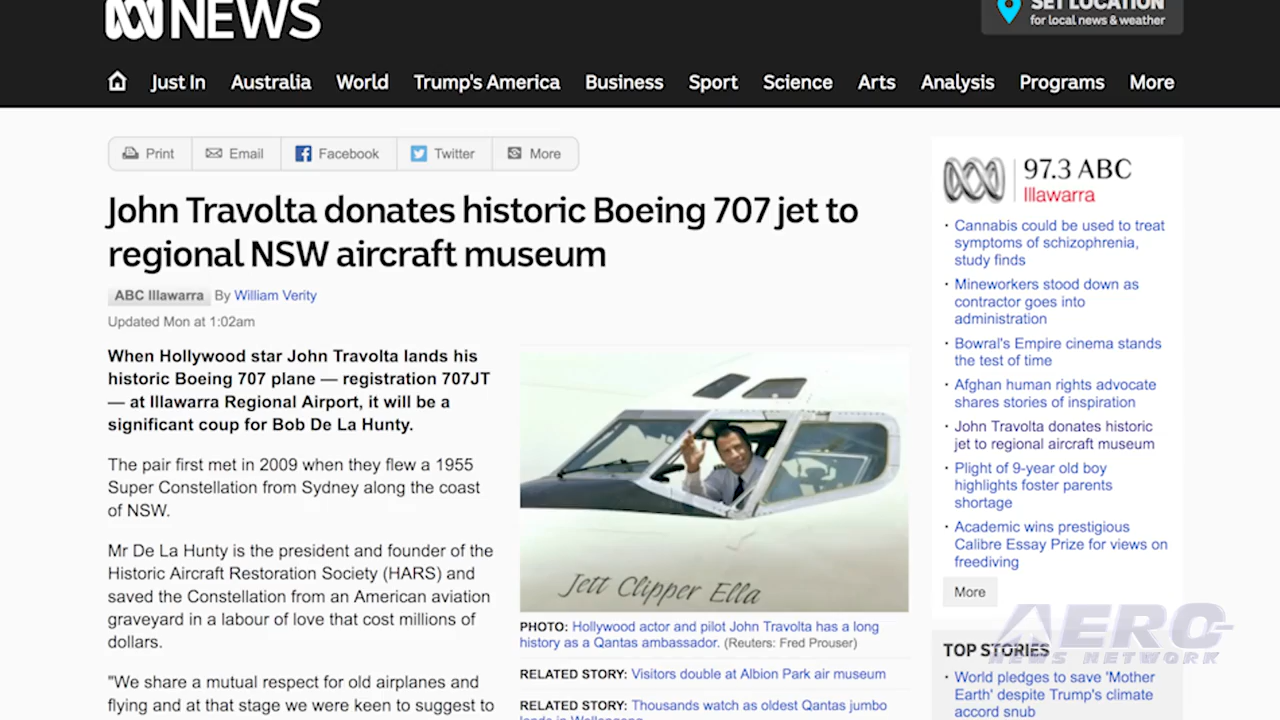 NEWS
SET LOCATION
for local news & weather
Just In
Australia
World
Trump's America
Business
Sport
Science
Arts
Analysis
Programs
More
Print
Email
Facebook
Twitter
More
John Travolta donates historic Boeing 707 jet to
regional NSW aircraft museum
ABC Illawarra By William Verity
Updated Mon at 1:02am
When Hollywood star John Travolta lands his
historic Boeing 707 plane — registration 707JT
— at Illawarra Regional Airport, it will be a
significant coup for Bob De La Hunty.
The pair first met in 2009 when they flew a 1955
Super Constellation from Sydney along the coast
of NSW.
Mr De La Hunty is the president and founder of the
Historic Aircraft Restoration Society (HARS) and
saved the Constellation from an American aviation
graveyard in a labour of love that cost millions of
dollars.
"We share a mutual respect for old airplanes and
flying and at that stage we were keen to suggest to
Jett Clipper Ella
PHOTO: Hollywood actor and pilot John Travolta has a long
history as a Qantas ambassador. (Reuters: Fred Prouser)
RELATED STORY: Visitors double at Albion Park air museum
RELATED STORY: Thousands watch as oldest Qantas jumbo
lands in Wollongong
97.3 ABC
Illawarra
Cannabis could be used to treat
symptoms of schizophrenia,
study finds
Mineworkers stood down as
contractor goes into
administration
Bowral's Empire cinema stands
the test of time
Afghan human rights advocate
shares stories of inspiration
John Travolta donates historic
jet to regional aircraft museum
Plight of 9-year old boy
highlights foster parents
shortage
Academic wins prestigious
Calibre Essay Prize for views on
freediving
More
TOP STORIES
World pledges to save 'Mother
Earth' despite Trump's climate
accord snub
AERO
NEWS NETWORK